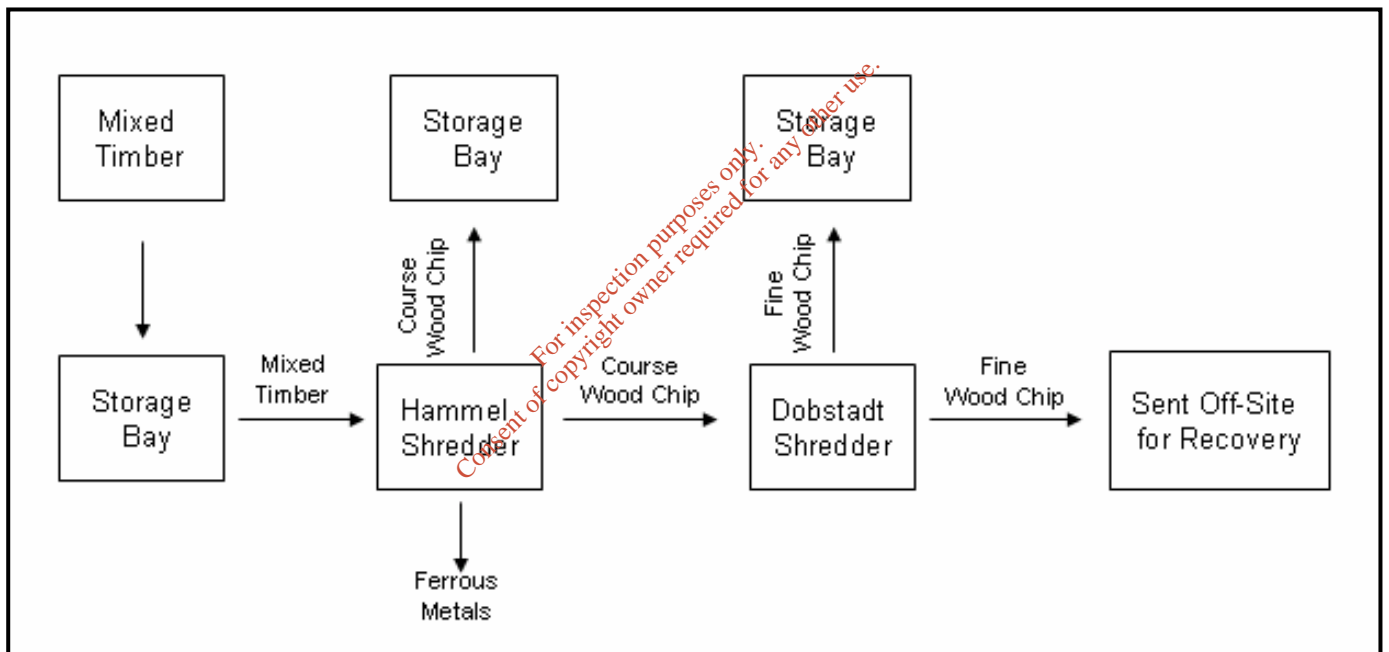 Mixed
Timber
Storage
Bay
Storage
Bay
Course
Wood Chip
Fine
Wood Chip
Storage
Bay
Mixed
Timber
Hammel
Shredder
Course
Wood Chip
Dobstadt
Shredder
Fine
Wood Chip
Sent Off-Site
for Recovery
Ferrous
Metals
For inspection purposes only.
Consent of copyright owner required for any other use.